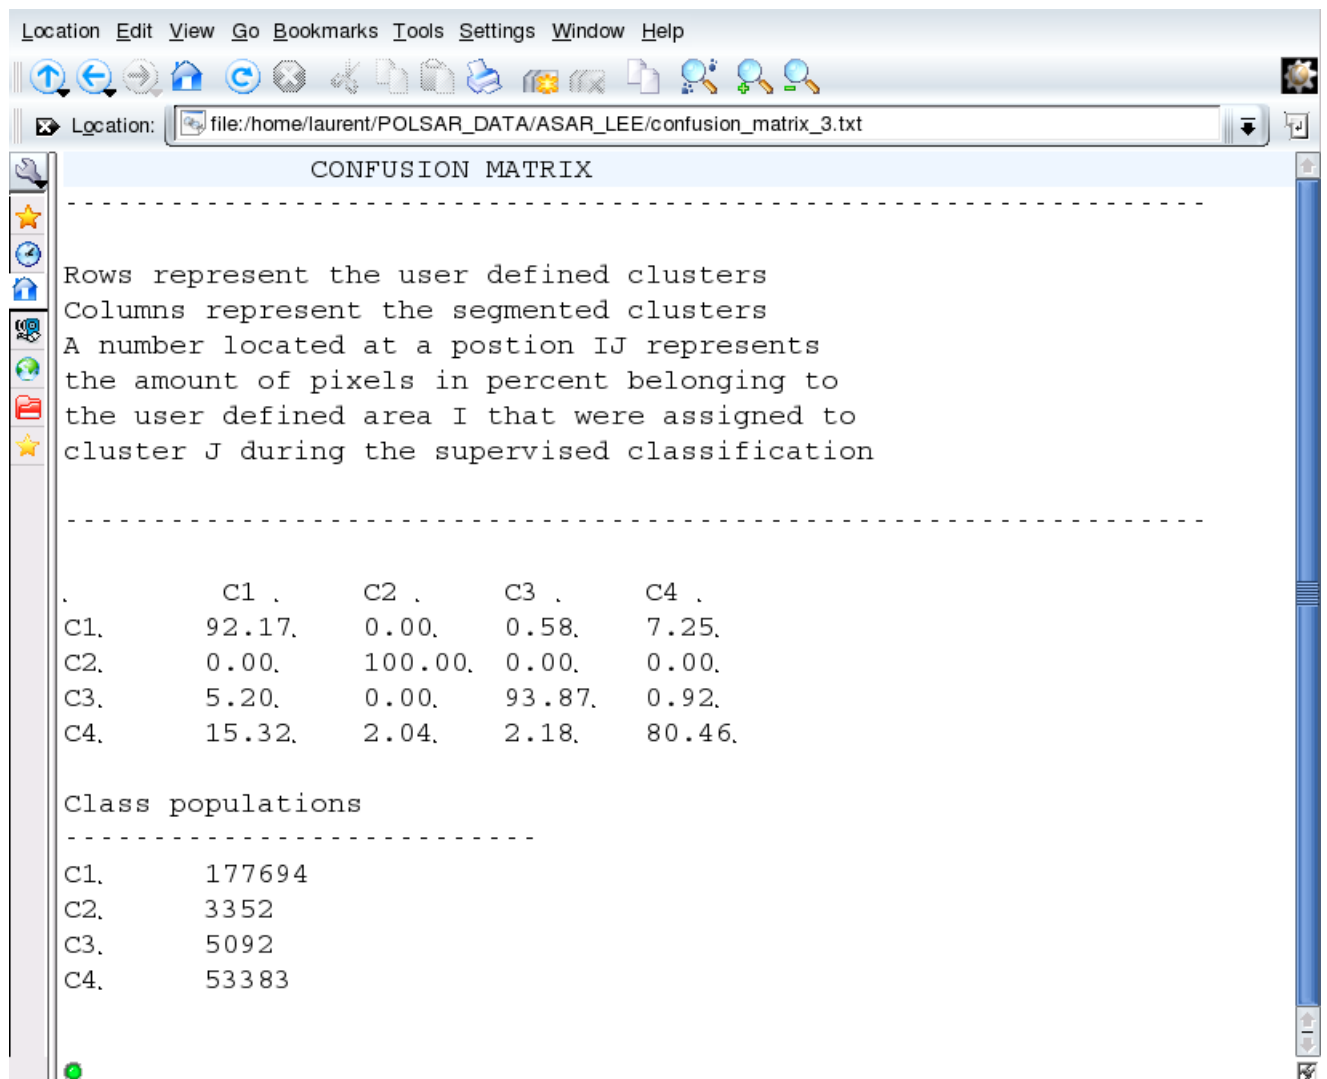 Location Edit View Go Bookmarks Tools Settings Window Help
Location: file:/home/laurent/POLSAR_DATA/ASAR_LEE/confusion_matrix_3.txt
CONFUSION MATRIX
-----------------------------------------------------------------
Rows represent the user defined clusters
Columns represent the segmented clusters
A number located at a postion IJ represents
the amount of pixels in percent belonging to
the user defined area I that were assigned to
cluster J during the supervised classification
-----------------------------------------------------------------
. C1 . C2 . C3 . C4 .
C1. 92.17. 0.00. 0.58. 7.25.
C2. 0.00. 100.00. 0.00. 0.00.
C3. 5.20. 0.00. 93.87. 0.92.
C4. 15.32. 2.04. 2.18. 80.46.
Class populations
---------------------------
C1. 177694
C2. 3352
C3. 5092
C4. 53383